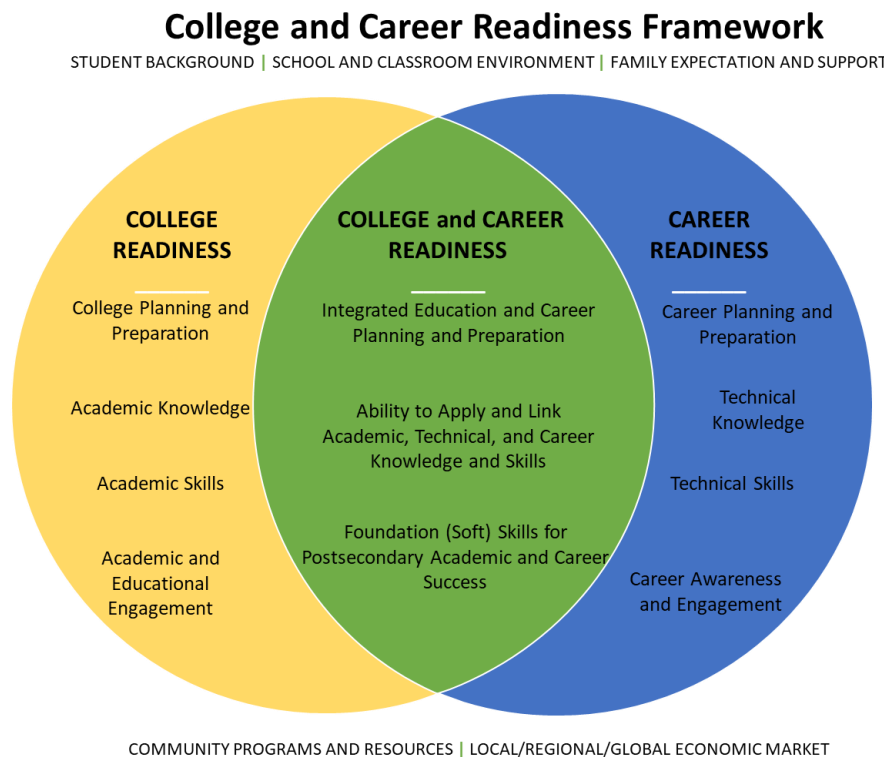 College and Career Readiness Framework
STUDENT BACKGROUND | SCHOOL AND CLASSROOM ENVIRONMENT | FAMILY EXPECTATION AND SUPPORT
COLLEGE
READINESS
College Planning and
Preparation
Academic Knowledge
Academic Skills
Academic and
Educational
Engagement
COLLEGE and CAREER
READINESS
Integrated Education and Career
Planning and Preparation
Ability to Apply and Link
Academic, Technical, and Career
Knowledge and Skills
Foundation (Soft) Skills for
Postsecondary Academic and Career
Success
CAREER
READINESS
Career Planning and
Preparation
Technical
Knowledge
Technical Skills
Career Awareness
and Engagement
COMMUNITY PROGRAMS AND RESOURCES | LOCAL/REGIONAL/GLOBAL ECONOMIC MARKET